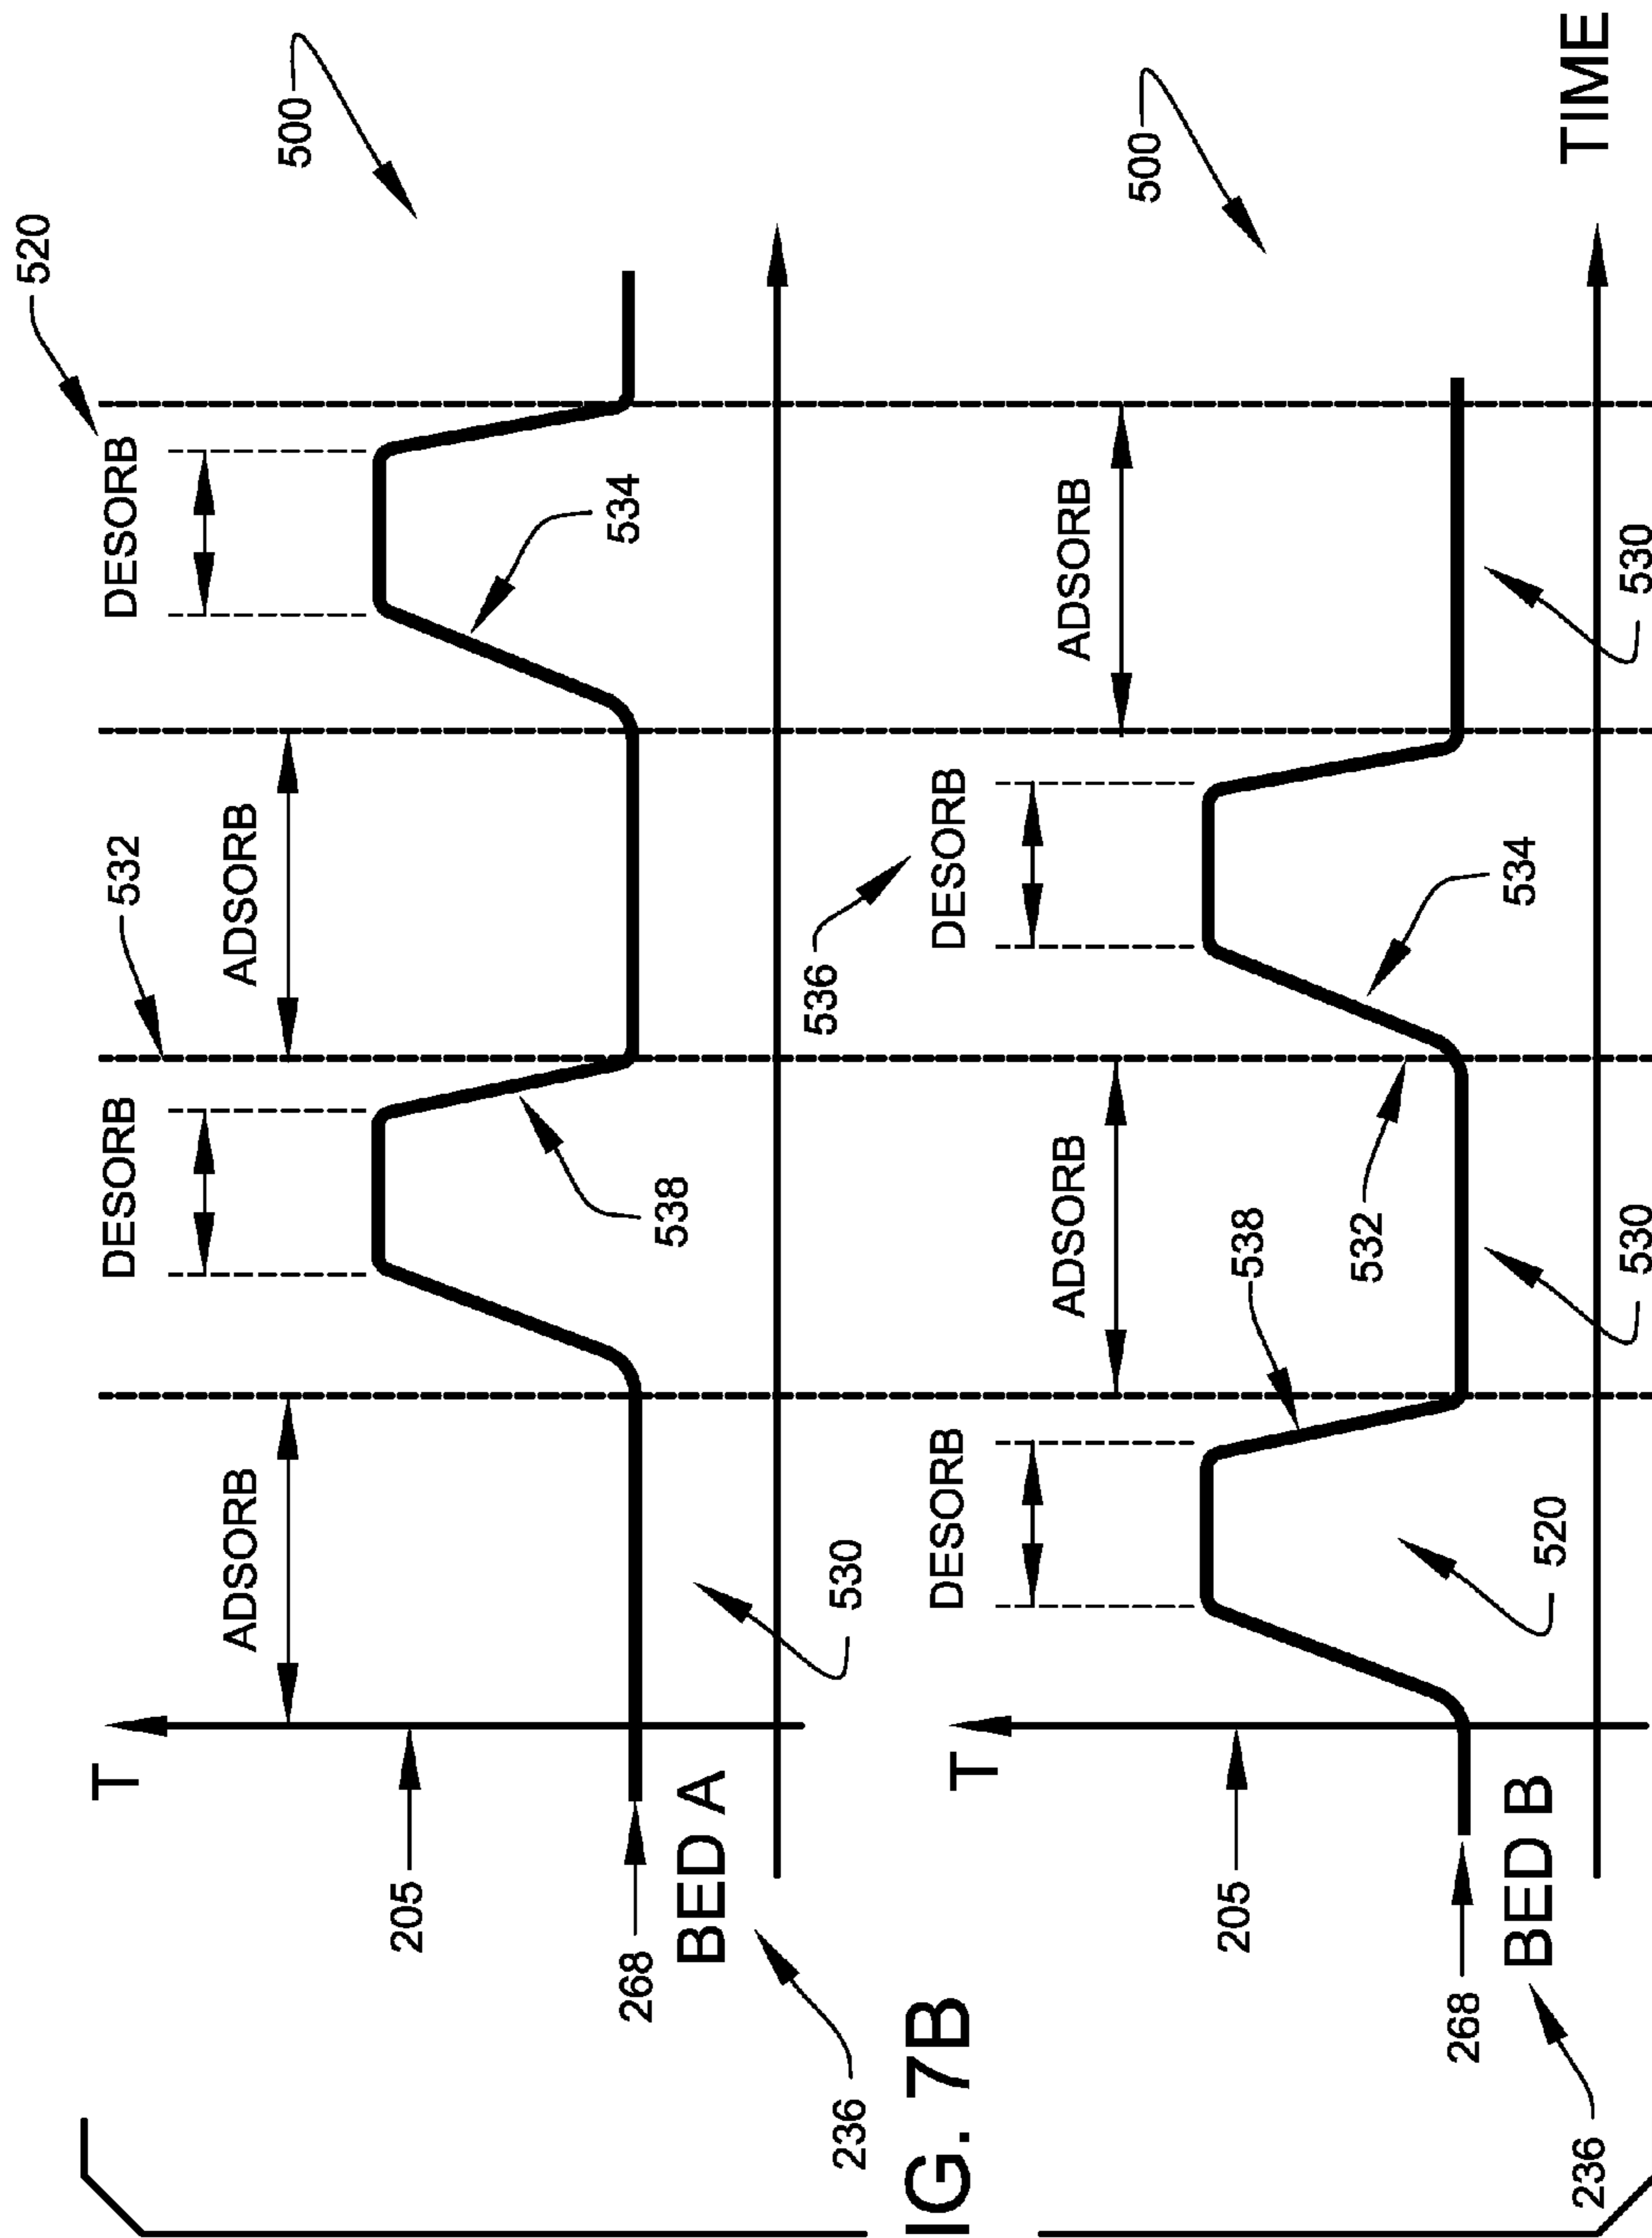 520
T
DESORB
DESORB
532
500
ADSORB
ADSORB
205
534
268
538
BED A
530
236
536
IG. 7B
T
DESORB
DESORB
500
ADSORB
ADSORB
205
538
532
534
268
520
BED B
236
530
530
TIME